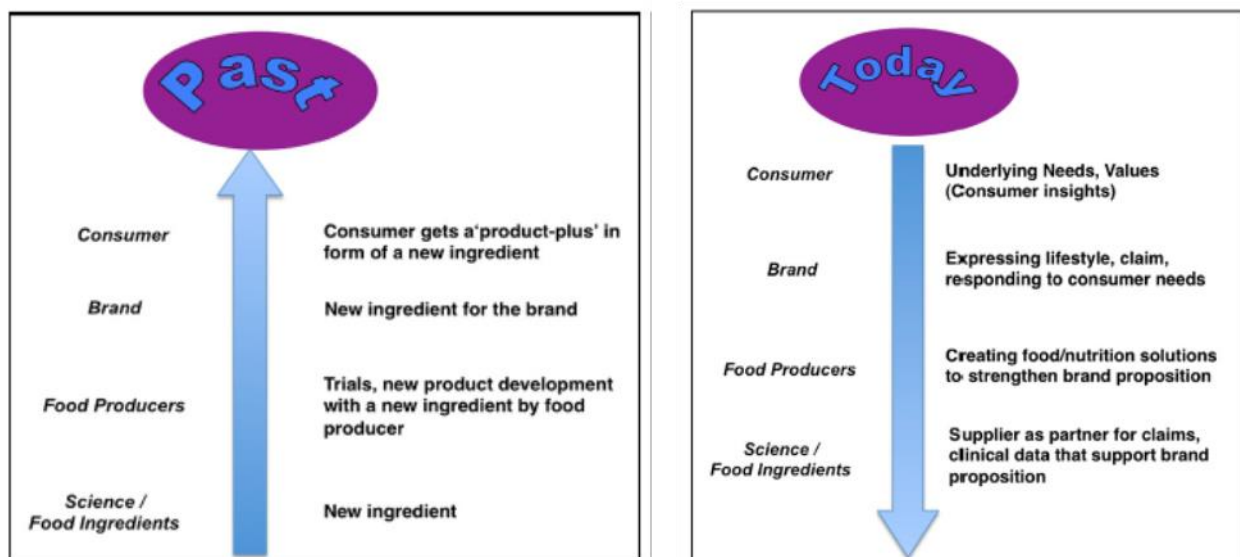 Past
Consumer
Consumer gets a‘product-plus’ in
form of a new ingredient
Brand
New ingredient for the brand
Food Producers
Trials, new product development
with a new ingredient by food
producer
Science /
Food Ingredients
New ingredient
Today
Consumer
Underlying Needs, Values
(Consumer insights)
Brand
Expressing lifestyle, claim,
responding to consumer needs
Food Producers
Creating food/nutrition solutions
to strengthen brand proposition
Science /
Food Ingredients
Supplier as partner for claims,
clinical data that support brand
proposition